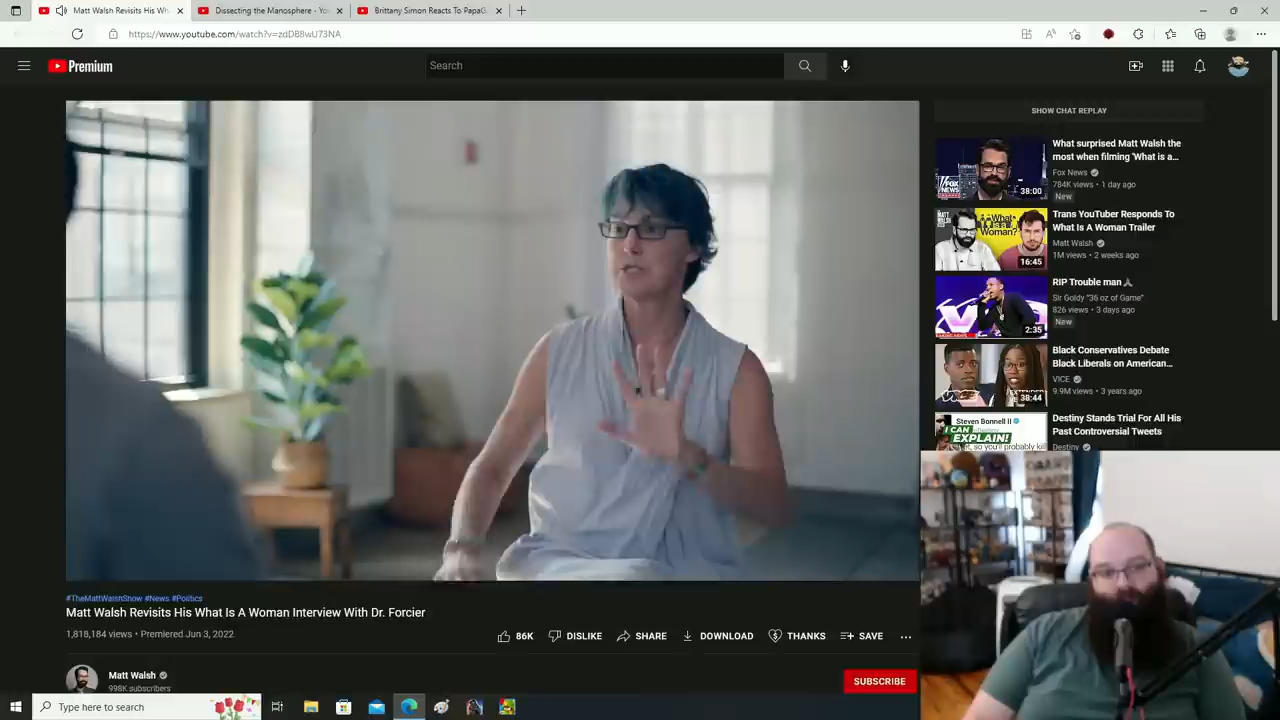 Matt Walsh Revisits His Wh
Dissecting the Manosphere - Yo
Brittany Simon Reacts To PapaG
https://www.youtube.com/watch?v=zdDB8wU73NA
Premium
Search
SHOW CHAT REPLAY
What surprised Matt Walsh the
most when filming 'What is a...
Fox News
784K views • 1 day ago
New
38:00
Trans YouTuber Responds To
What Is A Woman Trailer
Matt Walsh
1M views • 2 weeks ago
16:45
RIP Trouble man
Sir Goldy "36 oz of Game"
826 views • 3 days ago
New
2:35
Black Conservatives Debate
Black Liberals on American...
VICE
9.9M views • 3 years ago
38:44
Destiny Stands Trial For All His
Past Controversial Tweets
Destiny
Steven Bonnell II
I CAN
EXPLAIN!
#TheMattWalshShow #News #Politics
Matt Walsh Revisits His What Is A Woman Interview With Dr. Forcier
1,818,184 views • Premiered Jun 3, 2022
86K DISLIKE SHARE DOWNLOAD THANKS SAVE
Matt Walsh
998K subscribers
SUBSCRIBE
Type here to search